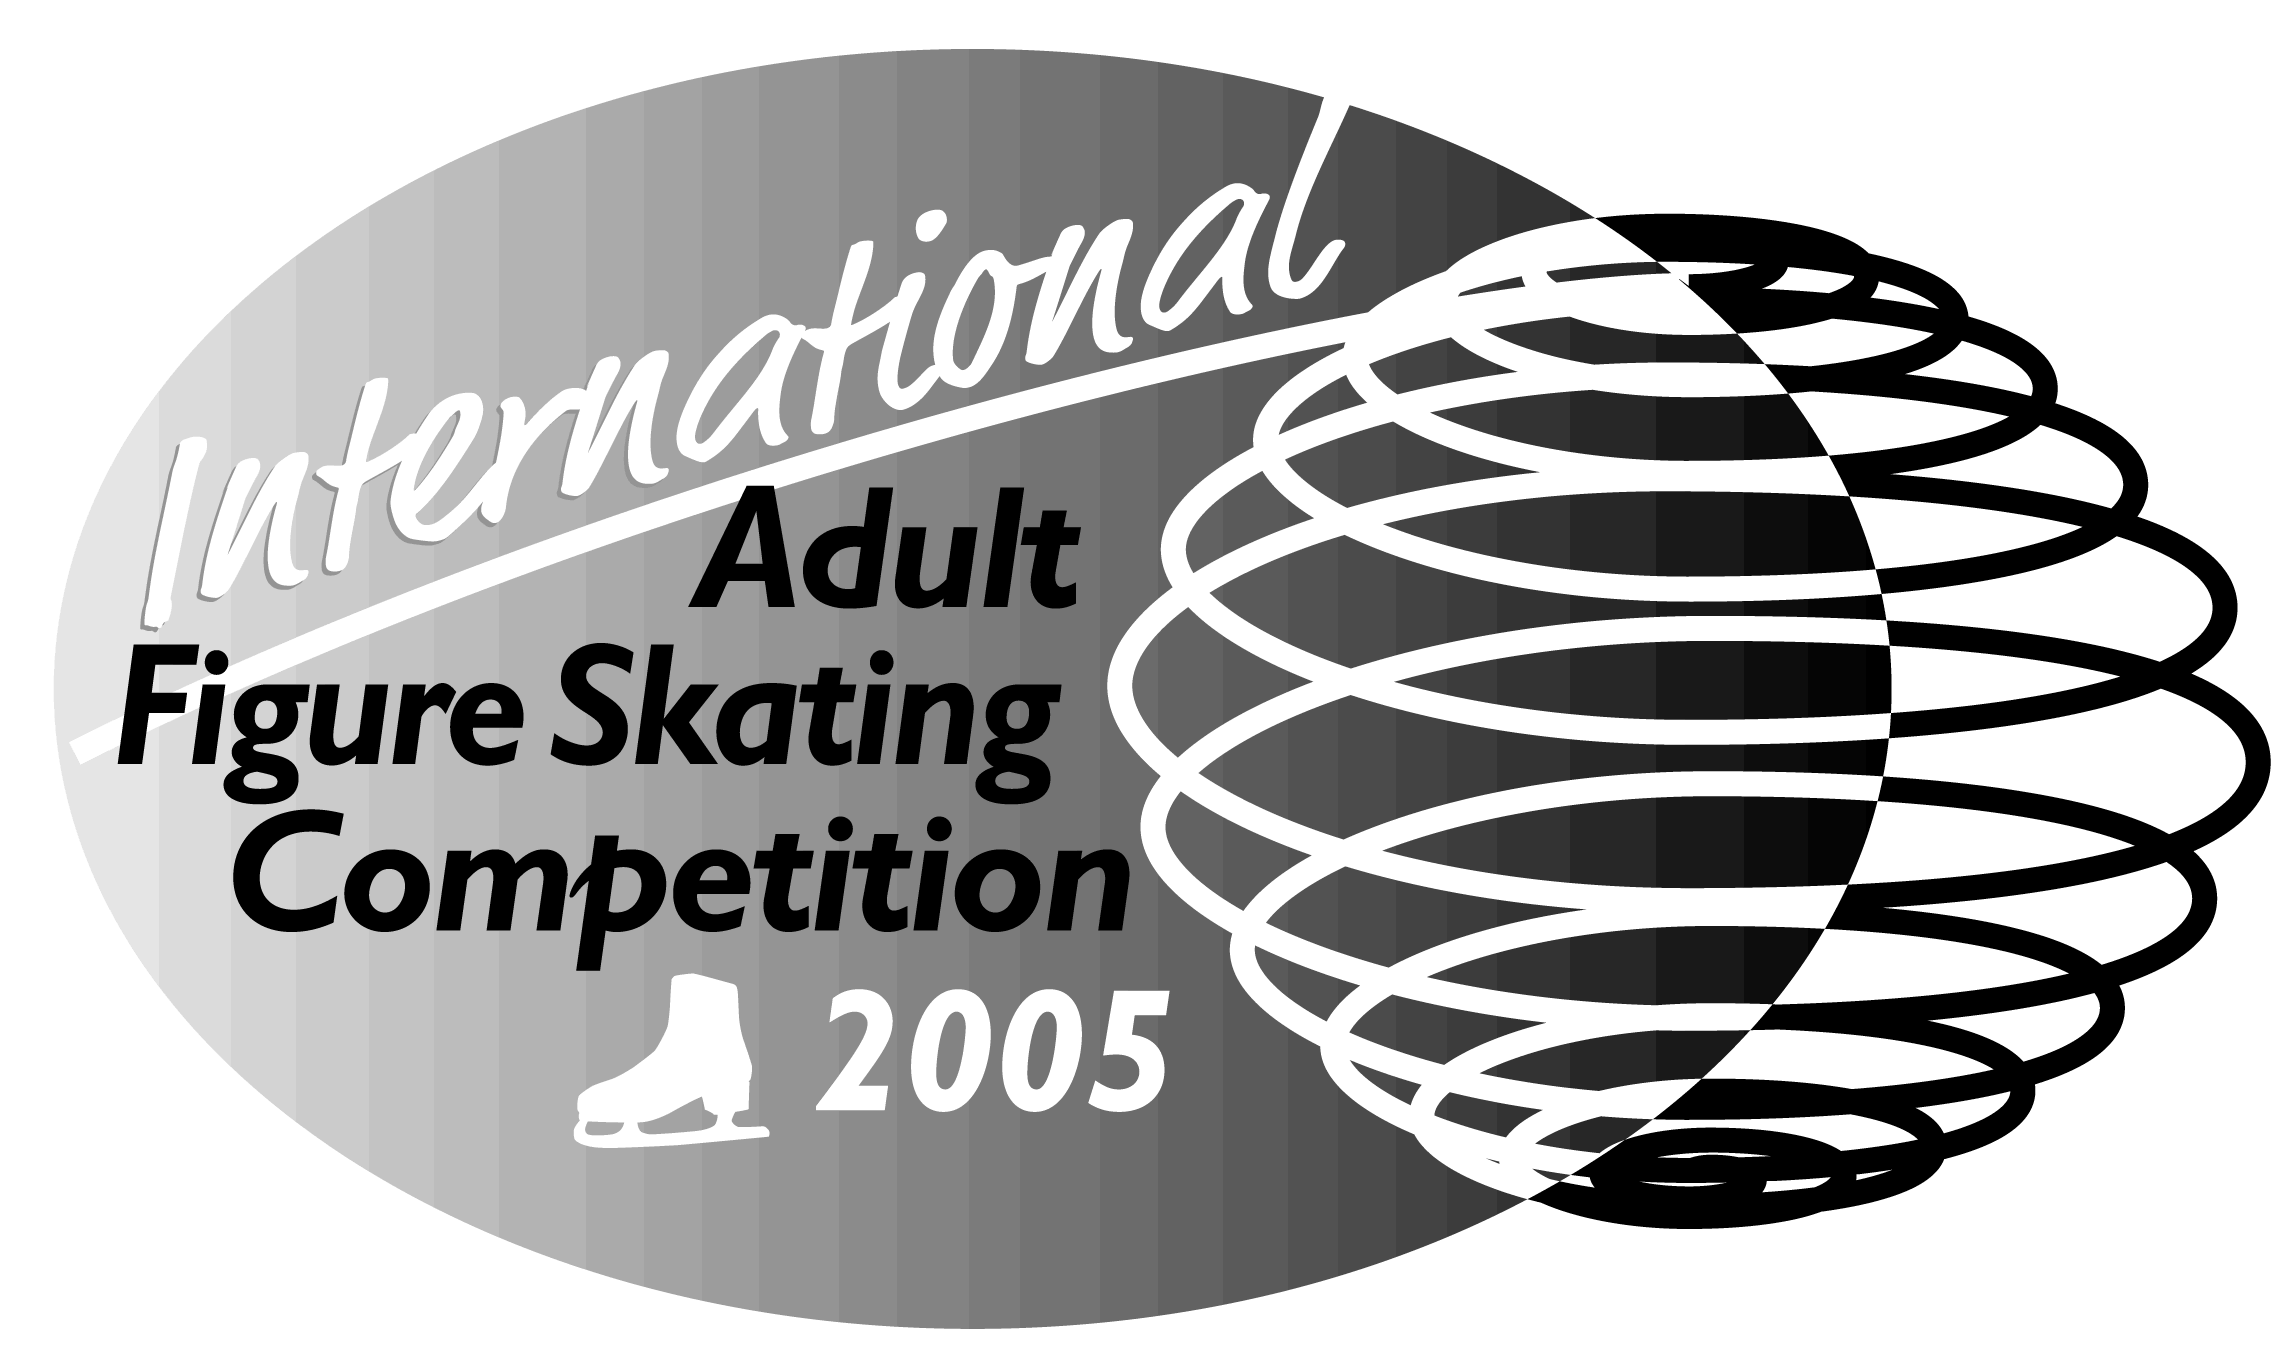 International
Adult
Figure Skating
Competition
2005